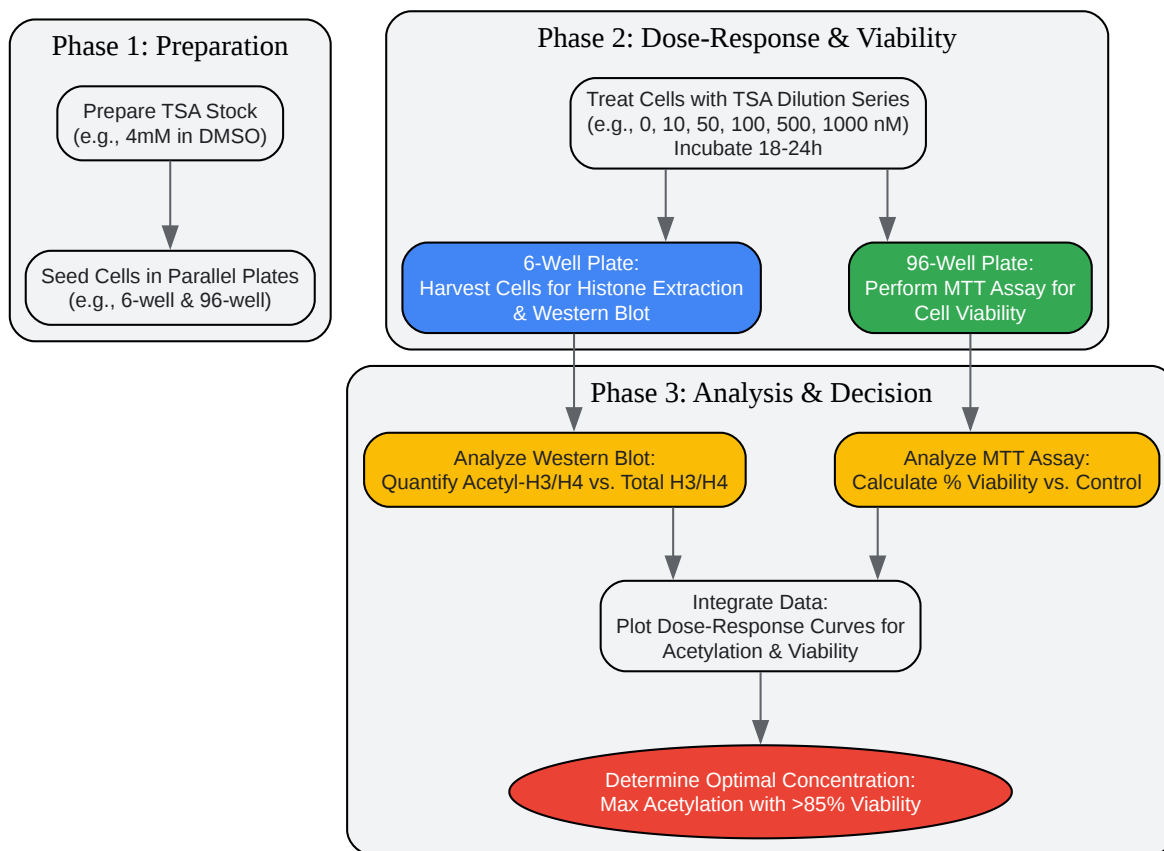 Phase 1: Preparation
Prepare TSA Stock
(e.g., 4mM in DMSO)
Seed Cells in Parallel Plates
(e.g., 6-well & 96-well)
Phase 2: Dose-Response & Viability
Treat Cells with TSA Dilution Series
(e.g., 0, 10, 50, 100, 500, 1000 nM)
Incubate 18-24h
6-Well Plate:
Harvest Cells for Histone Extraction
& Western Blot
96-Well Plate:
Perform MTT Assay for
Cell Viability
Phase 3: Analysis & Decision
Analyze Western Blot:
Quantify Acetyl-H3/H4 vs. Total H3/H4
Analyze MTT Assay:
Calculate % Viability vs. Control
Integrate Data:
Plot Dose-Response Curves for
Acetylation & Viability
Determine Optimal Concentration:
Max Acetylation with >85% Viability